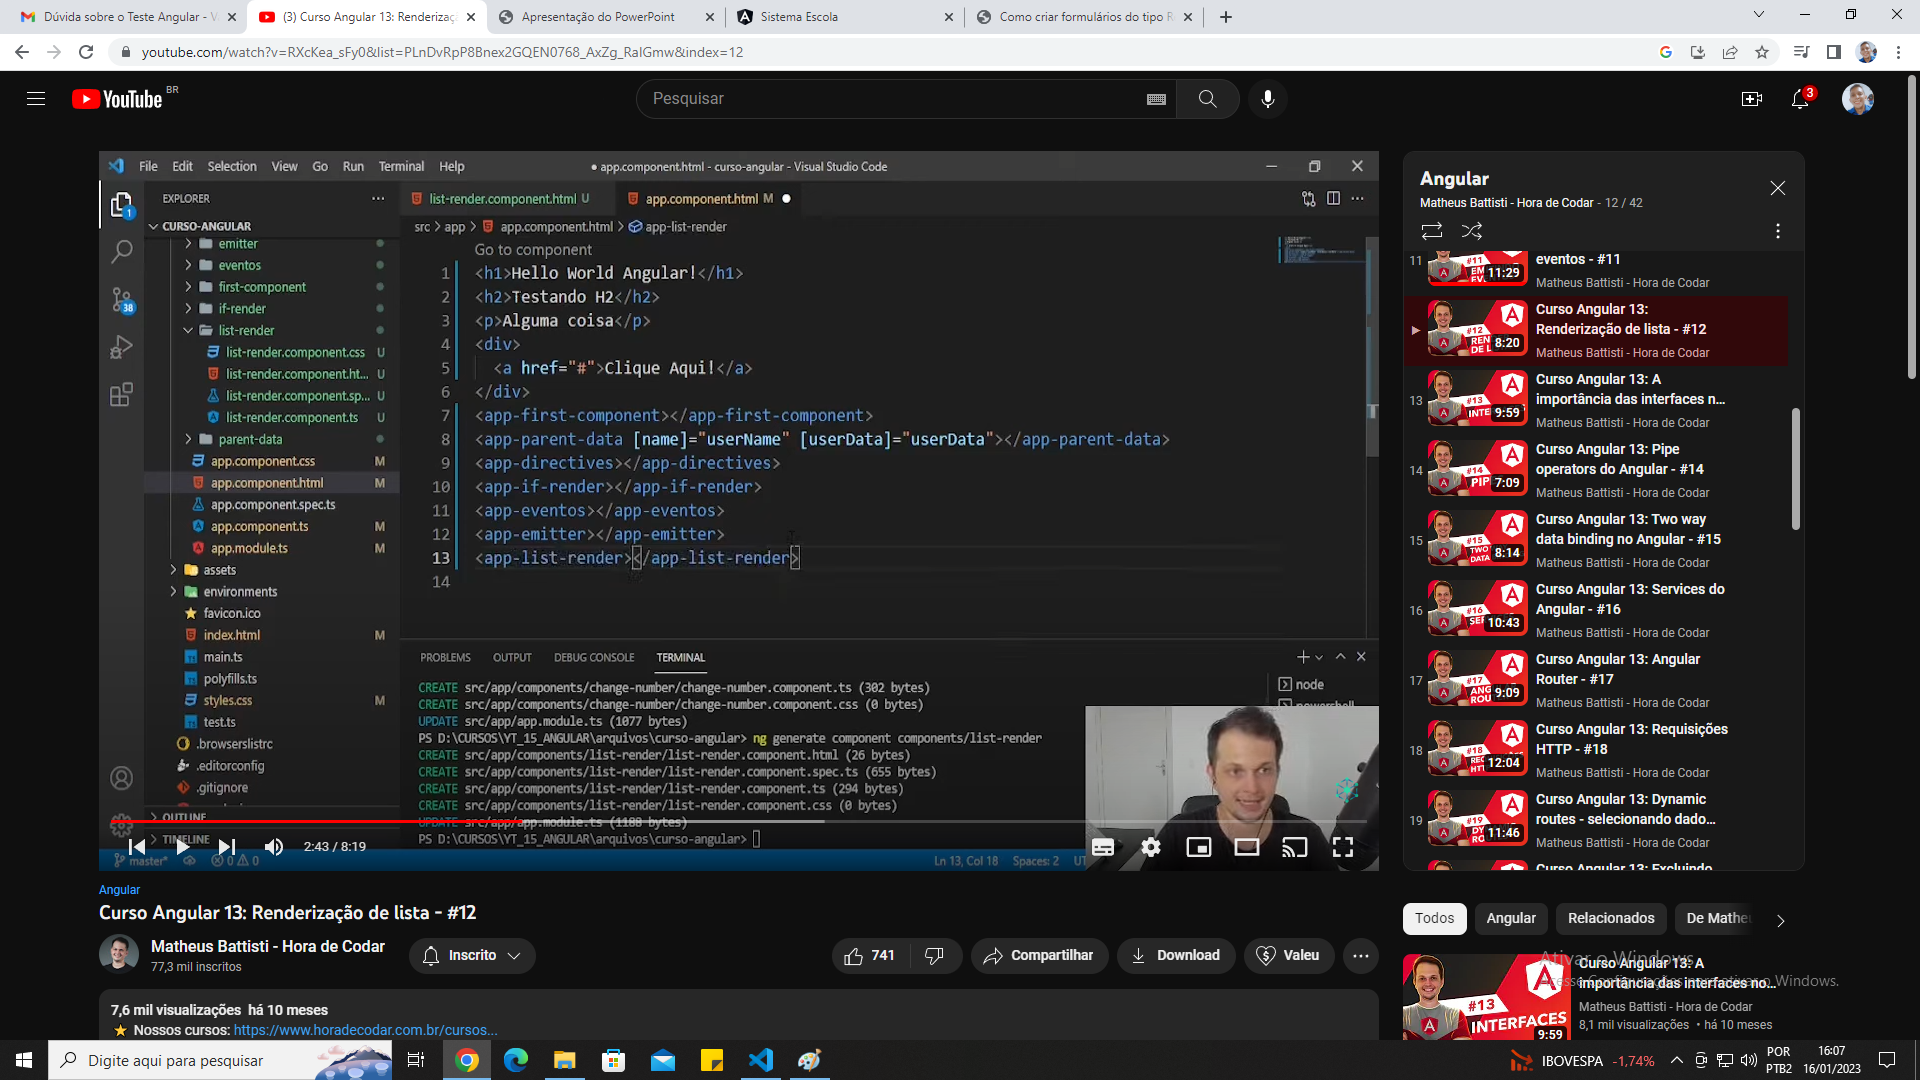 Dúvida sobre o Teste Angular - V
(3) Curso Angular 13: Renderizaç
Apresentação do PowerPoint
Sistema Escola
Como criar formulários do tipo R
youtube.com/watch?v=RXcKea_sFy0&list=PLnDvRpP8Bnex2GQEN0768_AxZg_RalGmw&index=12
YouTube BR
Pesquisar
3
File Edit Selection View Go Run Terminal Help
● app.component.html - curso-angular - Visual Studio Code
EXPLORER
CURSO-ANGULAR
emitter
eventos
first-component
if-render
list-render
list-render.component.css U
list-render.component.ht... U
list-render.component.sp... U
list-render.component.ts U
parent-data
app.component.css M
app.component.html M
app.component.spec.ts
app.component.ts M
app.module.ts M
assets
environments
favicon.ico
index.html M
main.ts
polyfills.ts
styles.css M
test.ts
.browserslistrc
.editorconfig
.gitignore
OUTLINE
TIMELINE
1
38
list-render.component.html U
app.component.html M
src > app > app.component.html > app-list-render
Go to component
1 <h1>Hello World Angular!</h1>
2 <h2>Testando H2</h2>
3 <p>Alguma coisa</p>
4 <div>
5 <a href="#">Clique Aqui!</a>
6 </div>
7 <app-first-component></app-first-component>
8 <app-parent-data [name]="userName" [userData]="userData"></app-parent-data>
9 <app-directives></app-directives>
10 <app-if-render></app-if-render>
11 <app-eventos></app-eventos>
12 <app-emitter></app-emitter>
13 <app-list-render></app-list-render>
14
PROBLEMS OUTPUT DEBUG CONSOLE TERMINAL
node
powershell
CREATE src/app/components/change-number/change-number.component.ts (302 bytes)
CREATE src/app/components/change-number/change-number.component.css (0 bytes)
UPDATE src/app/app.module.ts (1077 bytes)
PS D:\CURSOS\YT_15_ANGULAR\arquivos\curso-angular> ng generate component components/list-render
CREATE src/app/components/list-render/list-render.component.html (26 bytes)
CREATE src/app/components/list-render/list-render.component.spec.ts (655 bytes)
CREATE src/app/components/list-render/list-render.component.ts (294 bytes)
CREATE src/app/components/list-render/list-render.component.css (0 bytes)
UPDATE src/app/app.module.ts (1188 bytes)
PS D:\CURSOS\YT_15_ANGULAR\arquivos\curso-angular>
2:43 / 8:19
master* 0 0
Ln 13, Col 18 Spaces: 2
Angular
Curso Angular 13: Renderização de lista - #12
Matheus Battisti - Hora de Codar
77,3 mil inscritos
Inscrito
741
Compartilhar
Download
Valeu
7,6 mil visualizações há 10 meses
Nossos cursos: https://www.horadecodar.com.br/cursos...
Angular
Matheus Battisti - Hora de Codar - 12 / 42
11 11:29
eventos - #11
Matheus Battisti - Hora de Codar
#12 8:20
Curso Angular 13:
Renderização de lista - #12
Matheus Battisti - Hora de Codar
13 #13 9:59
Curso Angular 13: A
importância das interfaces n...
Matheus Battisti - Hora de Codar
14 #14 7:09
Curso Angular 13: Pipe
operators do Angular - #14
Matheus Battisti - Hora de Codar
15 #15 8:14
Curso Angular 13: Two way
data binding no Angular - #15
Matheus Battisti - Hora de Codar
16 #16 10:43
Curso Angular 13: Services do
Angular - #16
Matheus Battisti - Hora de Codar
17 #17 9:09
Curso Angular 13: Angular
Router - #17
Matheus Battisti - Hora de Codar
18 #18 12:04
Curso Angular 13: Requisições
HTTP - #18
Matheus Battisti - Hora de Codar
19 #19 11:46
Curso Angular 13: Dynamic
routes - selecionando dado...
Matheus Battisti - Hora de Codar
Curso Angular 13: Excluindo
Todos Angular Relacionados De Mathe
#13 INTERFACES 9:59
Curso Angular 13: A
importância das interfaces no...
Matheus Battisti - Hora de Codar
8,1 mil visualizações • há 10 meses
Ativar o Windows
Acesse Configurações para ativar o Windows.
Digite aqui para pesquisar
IBOVESPA -1,74%
POR
PTB2
16:07
16/01/2023